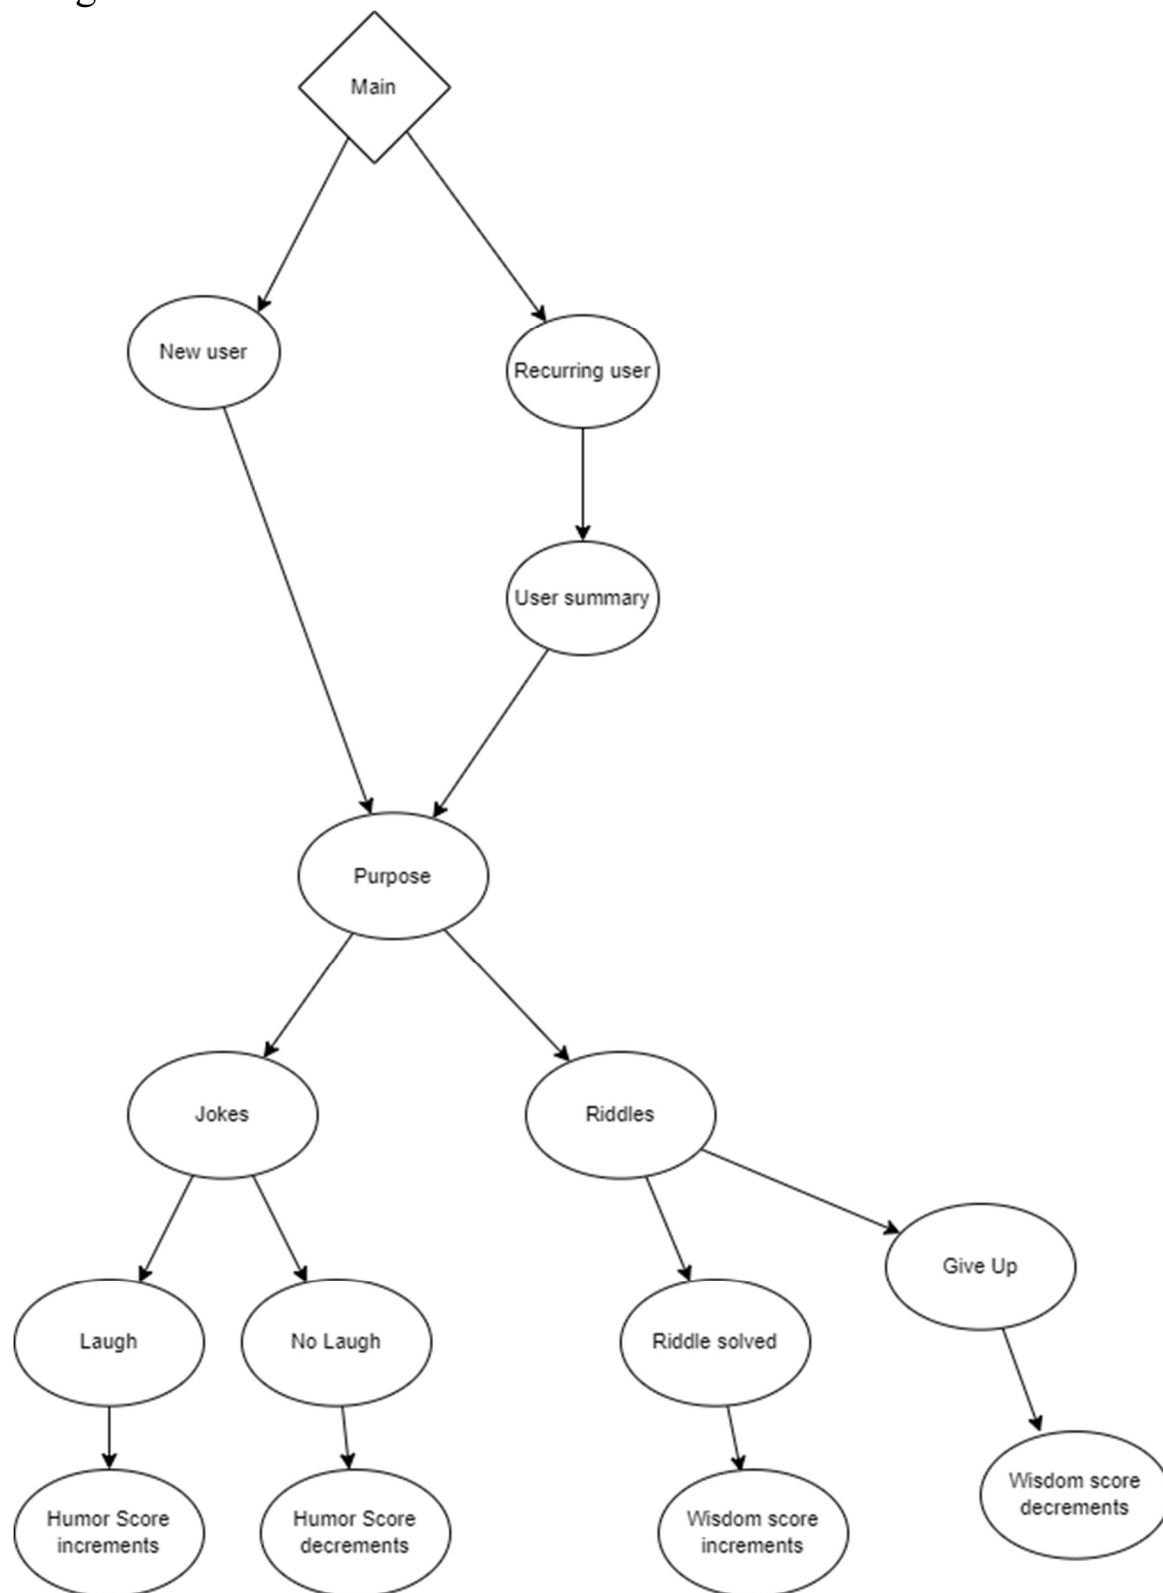 Main
New user
Recurring user
User summary
Purpose
Jokes
Riddles
Give Up
Laugh
No Laugh
Riddle solved
Wisdom score
decrements
Humor Score
increments
Humor Score
decrements
Wisdom score
increments